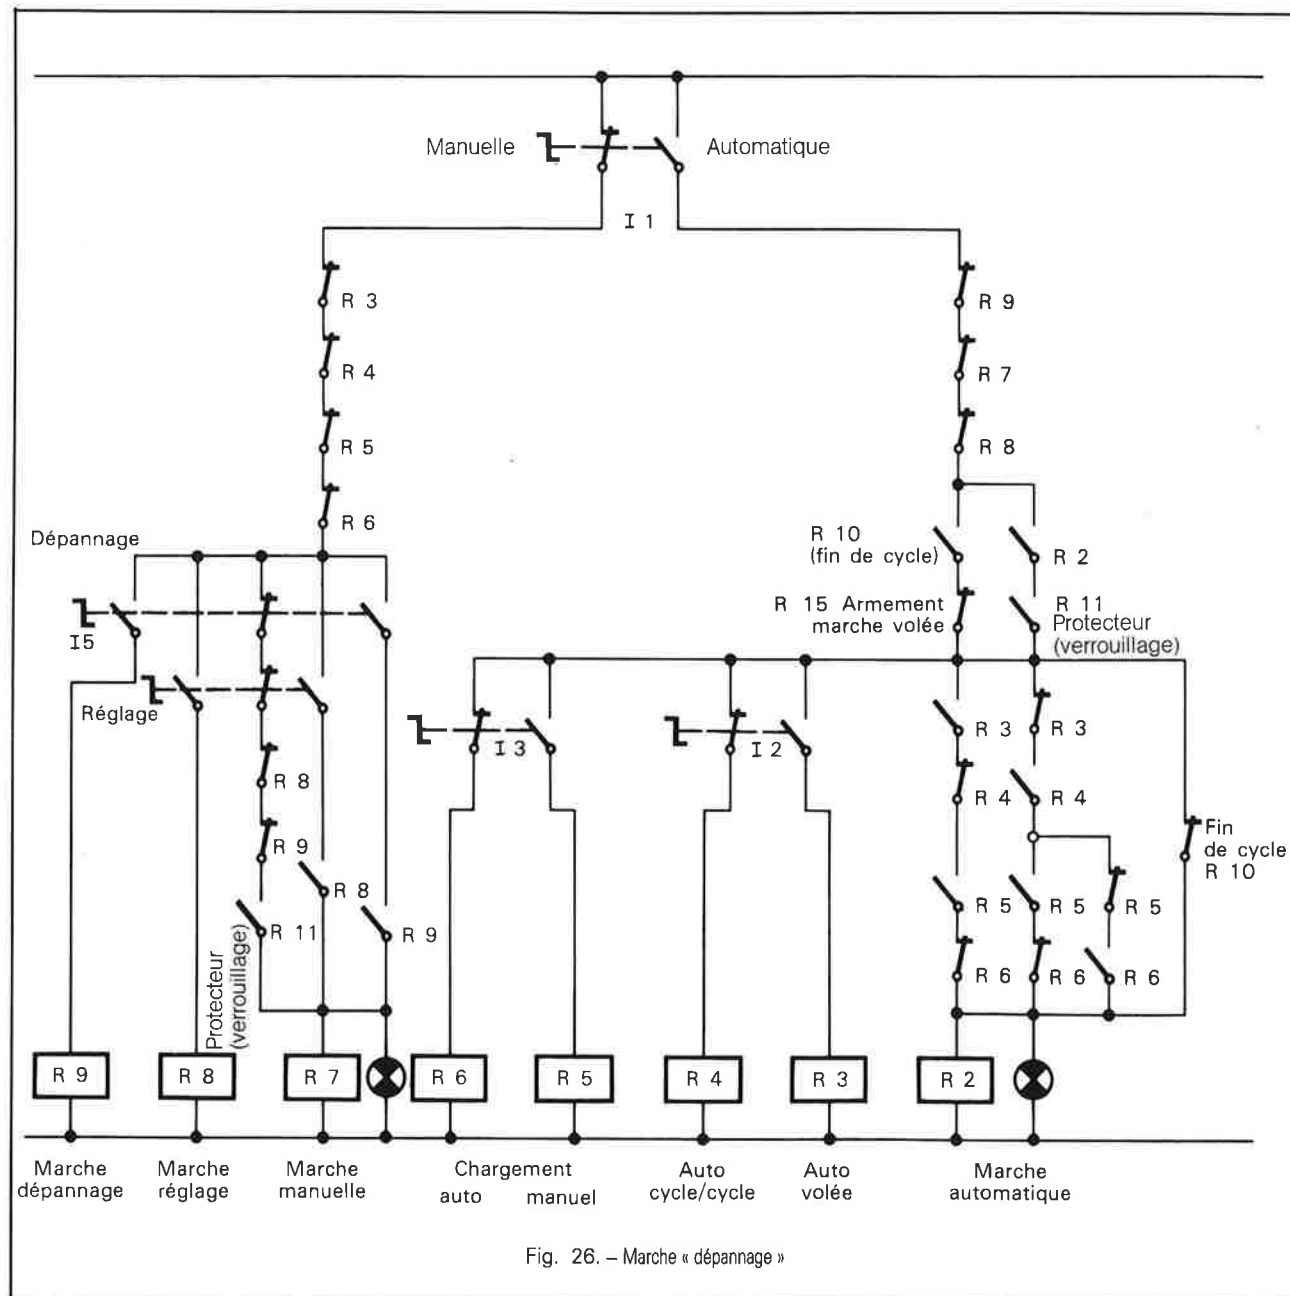 Manuelle
Automatique
I 1
R 3
R 4
R 5
R 6
R 9
R 7
R 8
Dépannage
I5
Réglage
R 8
R 9
R 11
Protecteur
(verrouillage)
R 8
R 9
R 10
(fin de cycle)
R 2
R 15 Armement
marche volée
R 11
Protecteur
(verrouillage)
I 3
I 2
R 3
R 3
R 4
R 4
R 5
R 5
R 5
R 6
R 6
R 6
Fin
de cycle
R 10
R 9
R 8
R 7
R 6
R 5
R 4
R 3
R 2
Marche
dépannage
Marche
réglage
Marche
manuelle
Chargement
auto manuel
Auto
cycle/cycle
Auto
volée
Marche
automatique
Fig. 26. – Marche « dépannage »